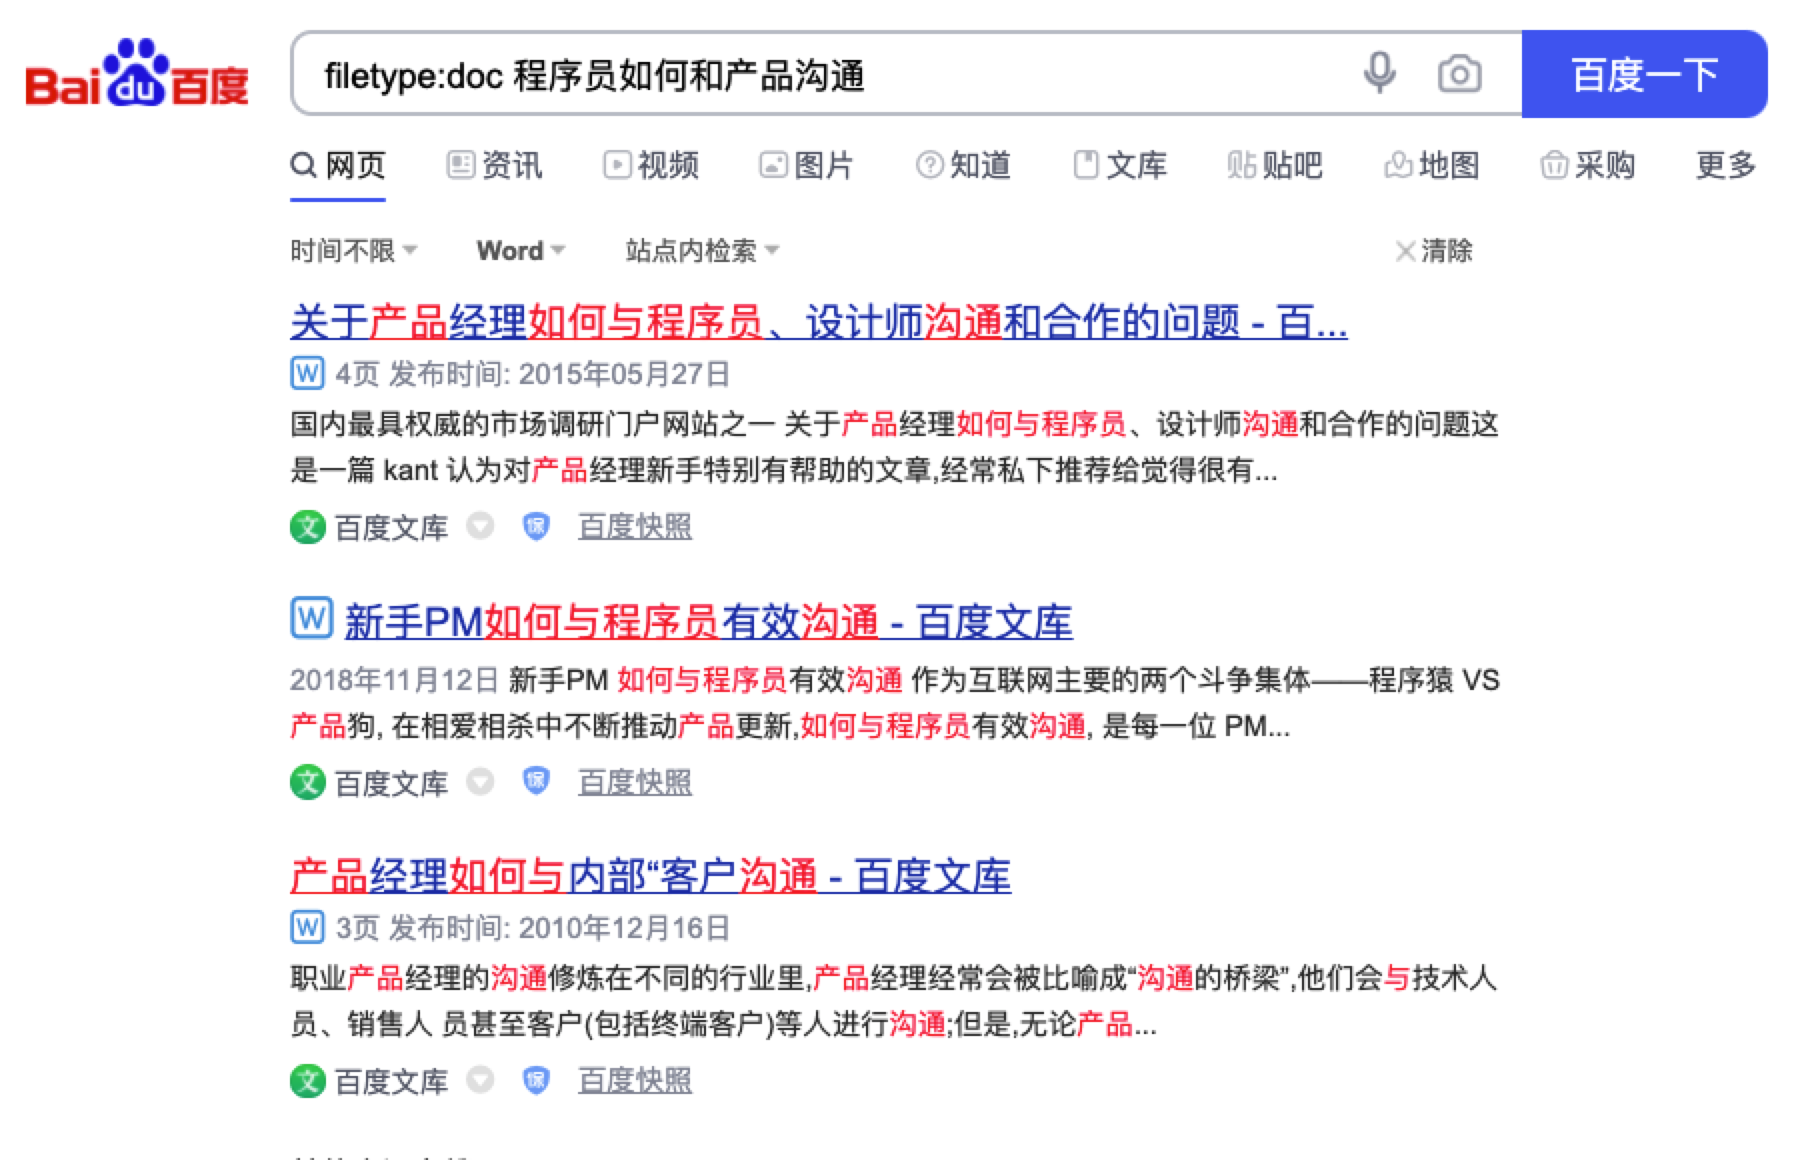 Bai du 百度
filetype:doc 程序员如何和产品沟通
百度一下
网页 资讯 视频 图片 知道 文库 贴吧 地图 采购 更多
时间不限 Word 站点内检索 清除
关于产品经理如何与程序员、设计师沟通和合作的问题 - 百...
W 4页 发布时间: 2015年05月27日
国内最具权威的市场调研门户网站之一 关于产品经理如何与程序员、设计师沟通和合作的问题这
是一篇 kant 认为对产品经理新手特别有帮助的文章,经常私下推荐给觉得很有...
文 百度文库 保 百度快照
W 新手PM如何与程序员有效沟通 - 百度文库
2018年11月12日 新手PM 如何与程序员有效沟通 作为互联网主要的两个斗争集体——程序猿 VS
产品狗, 在相爱相杀中不断推动产品更新,如何与程序员有效沟通, 是每一位 PM...
文 百度文库 保 百度快照
产品经理如何与内部“客户沟通 - 百度文库
W 3页 发布时间: 2010年12月16日
职业产品经理的沟通修炼在不同的行业里,产品经理经常会被比喻成“沟通的桥梁”,他们会与技术人
员、销售人 员甚至客户(包括终端客户)等人进行沟通;但是,无论产品...
文 百度文库 保 百度快照